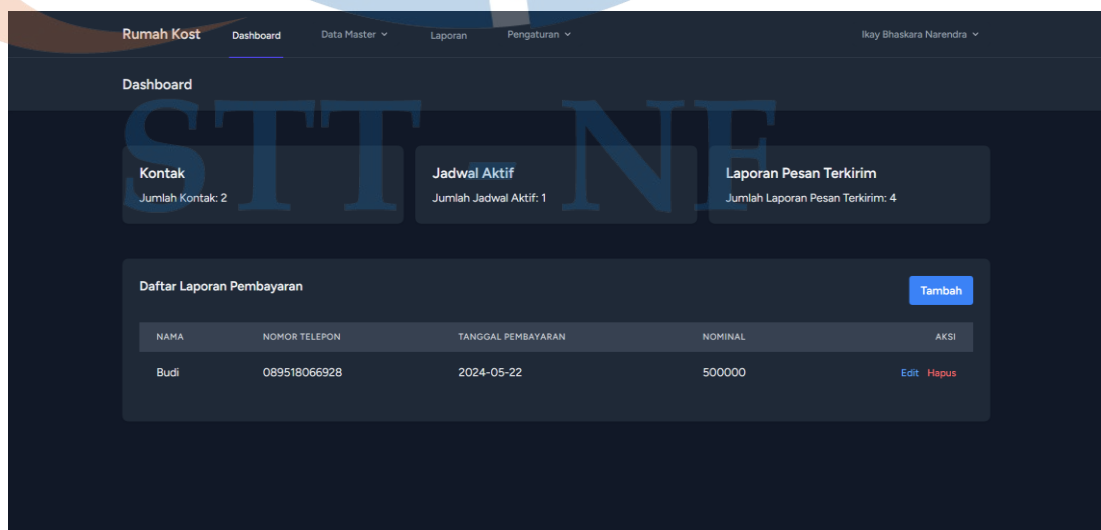 Rumah Kost Dashboard Data Master Laporan Pengaturan Ikay Bhaskara Narendra
Dashboard
STT - NF
Kontak Jadwal Aktif Laporan Pesan Terkirim
Jumlah Kontak: 2 Jumlah Jadwal Aktif: 1 Jumlah Laporan Pesan Terkirim: 4
Daftar Laporan Pembayaran Tambah
NAMA NOMOR TELEPON TANGGAL PEMBAYARAN NOMINAL AKSI
Budi 089518066928 2024-05-22 500000 Edit Hapus